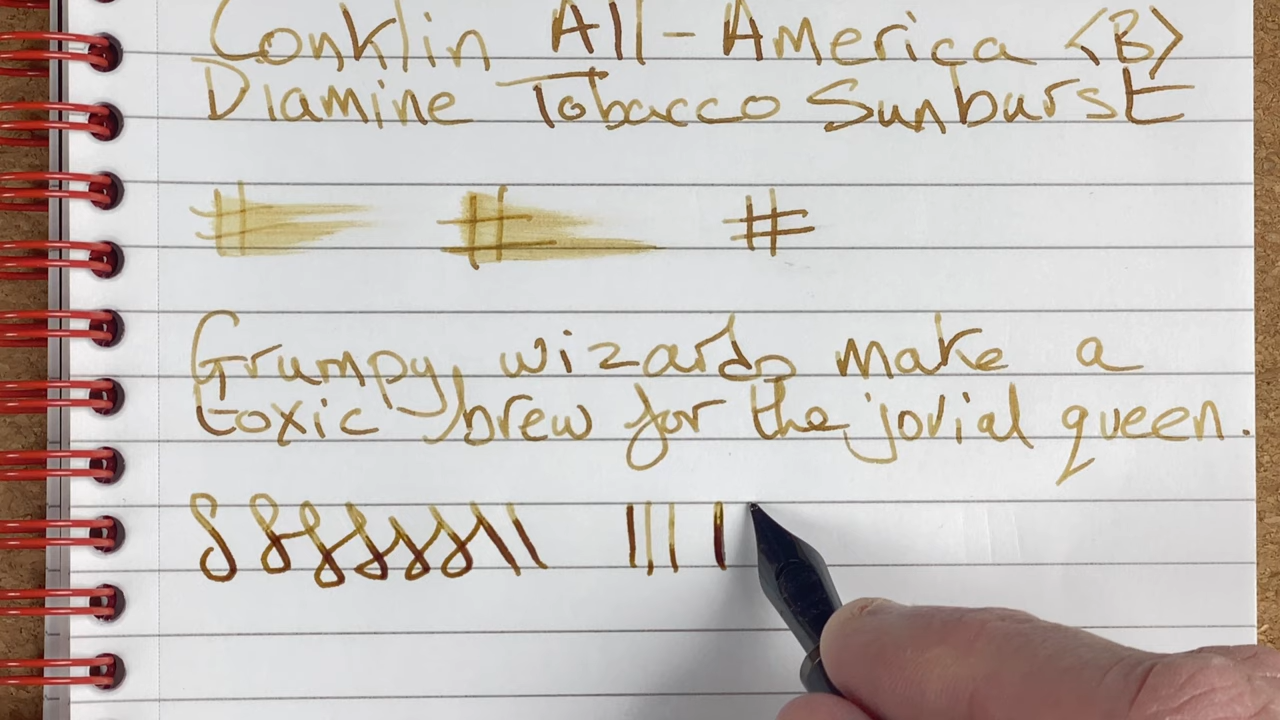 Conklin All-America <B>
Diamine Tobacco Sunburst
# # #
Grumpy wizards make a
toxic brew for the jovial queen.